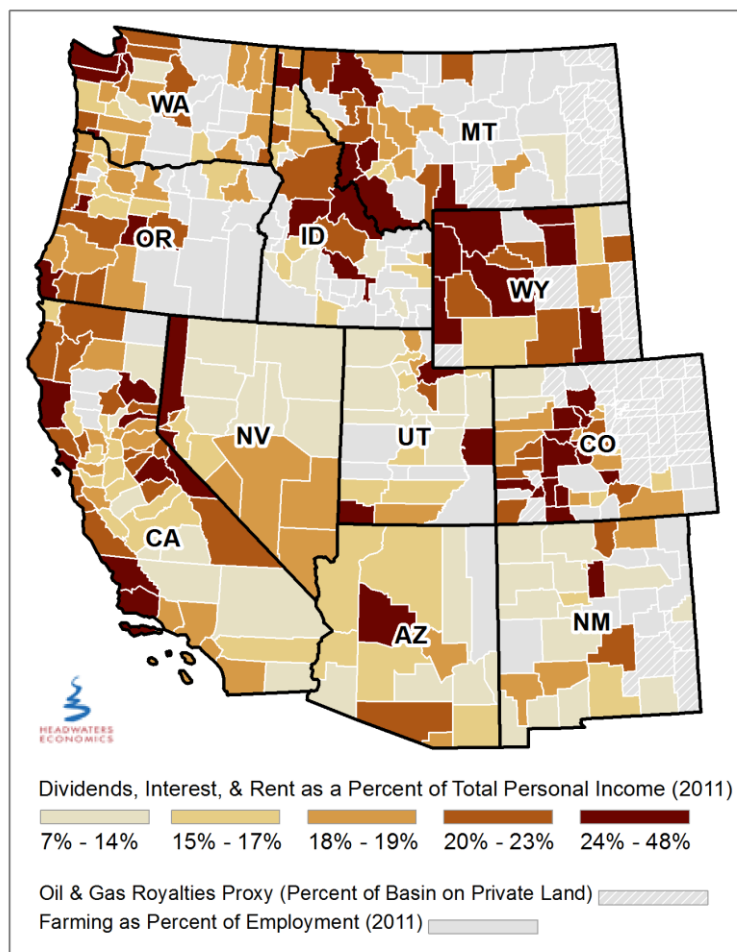 WA
MT
OR
ID
WY
NV
UT
CO
CA
AZ
NM
HEADWATERS
ECONOMICS
Dividends, Interest, & Rent as a Percent of Total Personal Income (2011)
7% - 14% 15% - 17% 18% - 19% 20% - 23% 24% - 48%
Oil & Gas Royalties Proxy (Percent of Basin on Private Land)
Farming as Percent of Employment (2011)